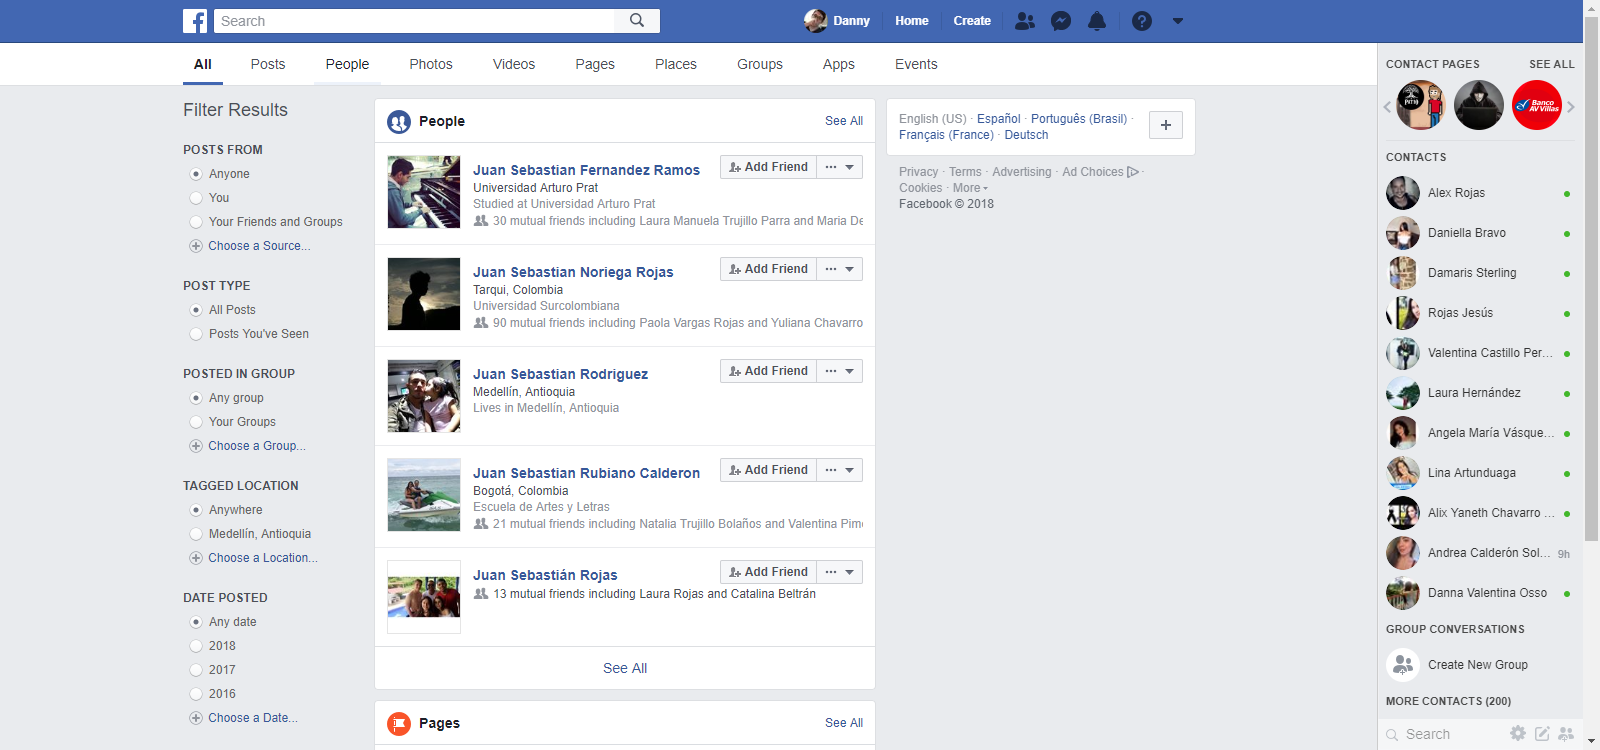 Search
Danny
Home
Create
All
Posts
People
Photos
Videos
Pages
Places
Groups
Apps
Events
Filter Results
POSTS FROM
Anyone
You
Your Friends and Groups
Choose a Source...
POST TYPE
All Posts
Posts You've Seen
POSTED IN GROUP
Any group
Your Groups
Choose a Group...
TAGGED LOCATION
Anywhere
Medellín, Antioquia
Choose a Location...
DATE POSTED
Any date
2018
2017
2016
Choose a Date...
People
See All
Juan Sebastian Fernandez Ramos
Add Friend
Universidad Arturo Prat
Studied at Universidad Arturo Prat
30 mutual friends including Laura Manuela Trujillo Parra and Maria De
Juan Sebastian Noriega Rojas
Add Friend
Tarqui, Colombia
Universidad Surcolombiana
90 mutual friends including Paola Vargas Rojas and Yuliana Chavarro
Juan Sebastian Rodriguez
Add Friend
Medellín, Antioquia
Lives in Medellín, Antioquia
Juan Sebastian Rubiano Calderon
Add Friend
Bogotá, Colombia
Escuela de Artes y Letras
21 mutual friends including Natalia Trujillo Bolaños and Valentina Pim
Juan Sebastián Rojas
Add Friend
13 mutual friends including Laura Rojas and Catalina Beltrán
See All
Pages
See All
English (US) · Español · Português (Brasil) ·
Français (France) · Deutsch
Privacy · Terms · Advertising · Ad Choices ·
Cookies · More
Facebook © 2018
CONTACT PAGES
SEE ALL
Banco
AV Villas
CONTACTS
Alex Rojas
Daniella Bravo
Damaris Sterling
Rojas Jesús
Valentina Castillo Per...
Laura Hernández
Angela María Vásque...
Lina Artunduaga
Alix Yaneth Chavarro ...
Andrea Calderón Sol... 9h
Danna Valentina Osso
GROUP CONVERSATIONS
Create New Group
MORE CONTACTS (200)
Search